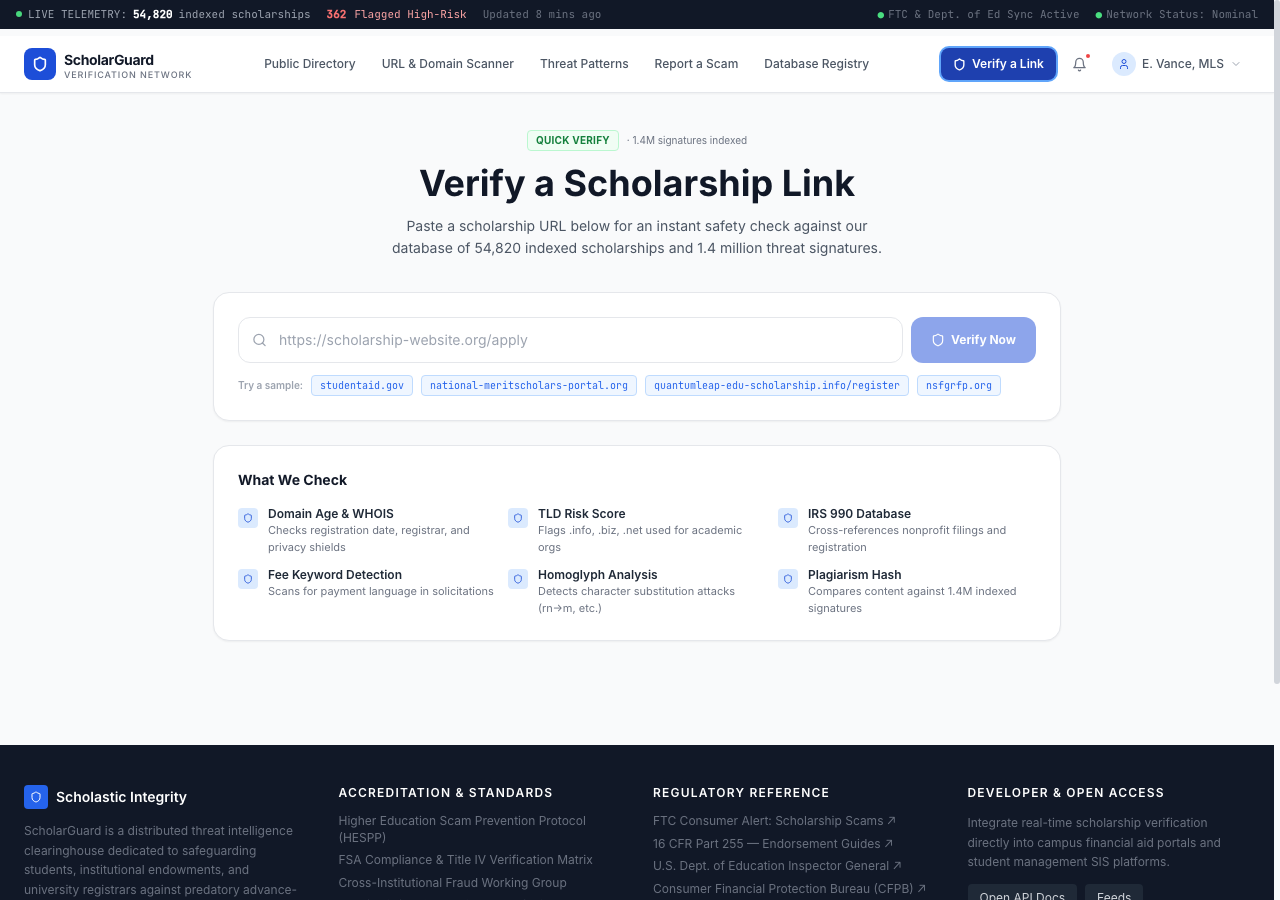 LIVE TELEMETRY: 54,820 indexed scholarships 362 Flagged High-Risk Updated 8 mins ago FTC & Dept. of Ed Sync Active Network Status: Nominal
ScholarGuard
VERIFICATION NETWORK
Public Directory URL & Domain Scanner Threat Patterns Report a Scam Database Registry Verify a Link E. Vance, MLS
QUICK VERIFY · 1.4M signatures indexed
Verify a Scholarship Link
Paste a scholarship URL below for an instant safety check against our
database of 54,820 indexed scholarships and 1.4 million threat signatures.
https://scholarship-website.org/apply Verify Now
Try a sample: studentaid.gov national-meritscholars-portal.org quantumleap-edu-scholarship.info/register nsfgrfp.org
What We Check
Domain Age & WHOIS
Checks registration date, registrar, and
privacy shields
TLD Risk Score
Flags .info, .biz, .net used for academic
orgs
IRS 990 Database
Cross-references nonprofit filings and
registration
Fee Keyword Detection
Scans for payment language in solicitations
Homoglyph Analysis
Detects character substitution attacks
(rn→m, etc.)
Plagiarism Hash
Compares content against 1.4M indexed
signatures
Scholastic Integrity
ScholarGuard is a distributed threat intelligence
clearinghouse dedicated to safeguarding
students, institutional endowments, and
university registrars against predatory advance-
ACCREDITATION & STANDARDS
Higher Education Scam Prevention Protocol
(HESPP)
FSA Compliance & Title IV Verification Matrix
Cross-Institutional Fraud Working Group
REGULATORY REFERENCE
FTC Consumer Alert: Scholarship Scams ↗
16 CFR Part 255 — Endorsement Guides ↗
U.S. Dept. of Education Inspector General ↗
Consumer Financial Protection Bureau (CFPB) ↗
DEVELOPER & OPEN ACCESS
Integrate real-time scholarship verification
directly into campus financial aid portals and
student management SIS platforms.
Open API Docs Feeds